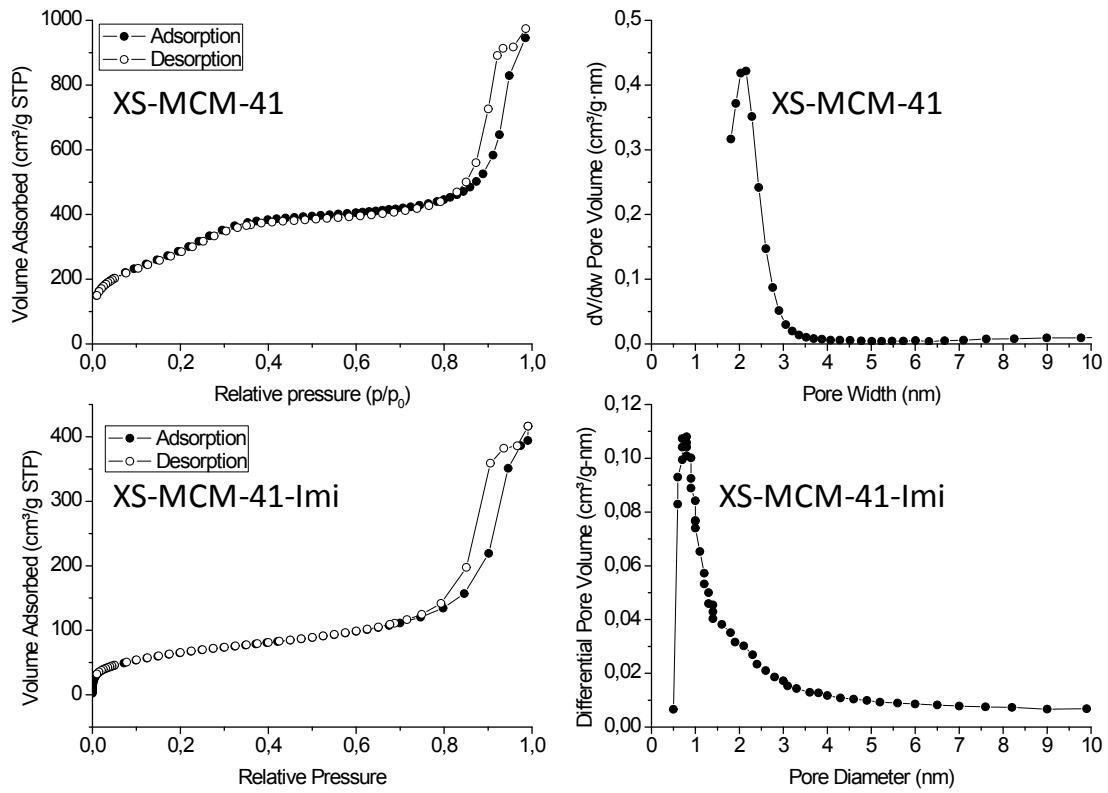 1000
800
600
400
200
0
Volume Adsorbed (cm³/g STP)
Adsorption
Desorption
XS-MCM-41
0,0 0,2 0,4 0,6 0,8 1,0
Relative pressure (p/p0)
0,5
0,4
0,3
0,2
0,1
0,0
dV/dw Pore Volume (cm³/g·nm)
XS-MCM-41
0 1 2 3 4 5 6 7 8 9 10
Pore Width (nm)
400
300
200
100
0
Volume Adsorbed (cm³/g STP)
Adsorption
Desorption
XS-MCM-41-Imi
0,0 0,2 0,4 0,6 0,8 1,0
Relative Pressure
0,12
0,10
0,08
0,06
0,04
0,02
0,00
Differential Pore Volume (cm³/g·nm)
XS-MCM-41-Imi
0 1 2 3 4 5 6 7 8 9 10
Pore Diameter (nm)